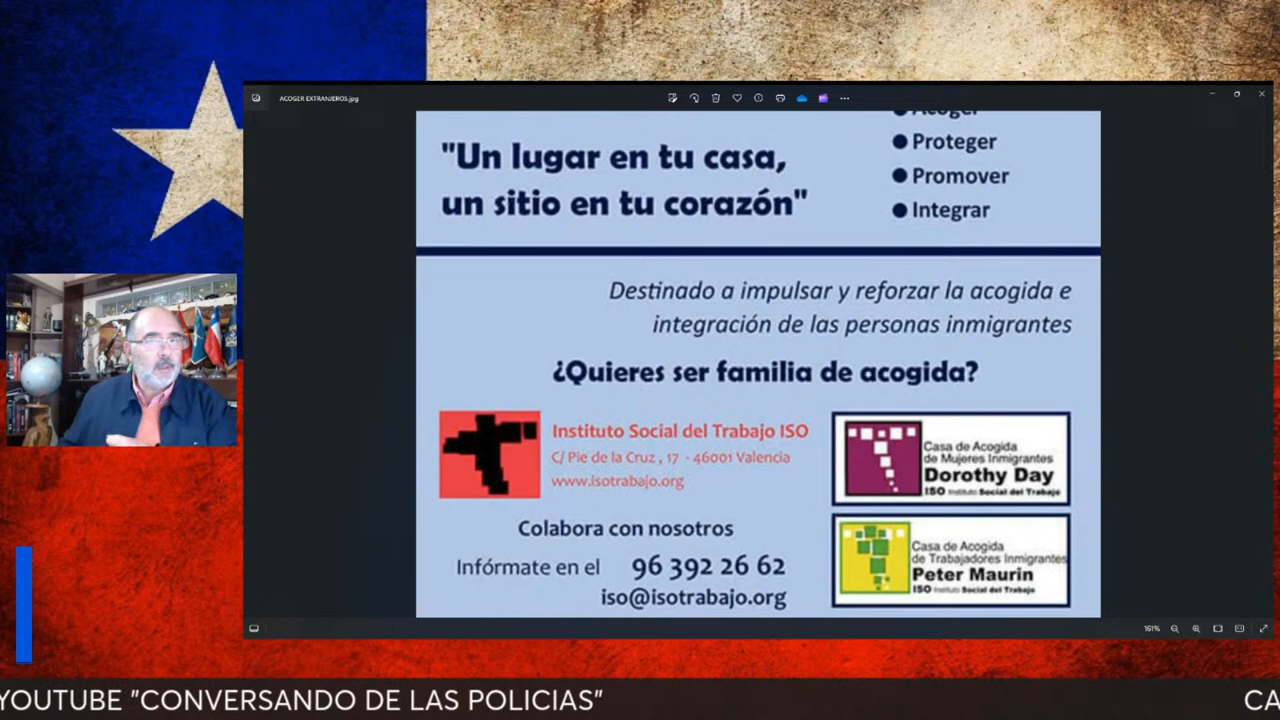 ACOGER EXTRANJEROS.jpg
Acoger
"Un lugar en tu casa,
un sitio en tu corazón"
Proteger
Promover
Integrar
Destinado a impulsar y reforzar la acogida e
integración de las personas inmigrantes
¿Quieres ser familia de acogida?
Instituto Social del Trabajo ISO
C/ Pie de la Cruz , 17 - 46001 Valencia
www.isotrabajo.org
Colabora con nosotros
Infórmate en el 96 392 26 62
iso@isotrabajo.org
Casa de Acogida
de Mujeres Inmigrantes
Dorothy Day
ISO Instituto Social del Trabajo
Casa de Acogida
de Trabajadores Inmigrantes
Peter Maurin
ISO Instituto Social del Trabajo
161%
YOUTUBE "CONVERSANDO DE LAS POLICIAS"
CA